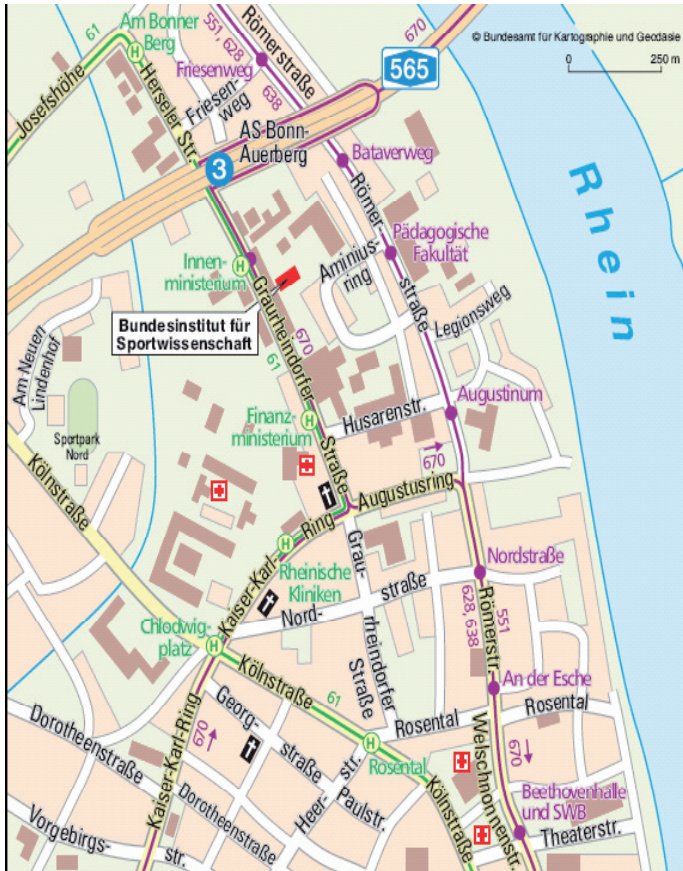 Am Bonner
Berg
61
551, 628
Römerstraße
670
© Bundesamt für Kartographie und Geodäsie
0
250 m
565
Friesenweg
638
Josefshöhe
Herseler Str.
Friesen-
weg
AS Bonn-
Auerberg
3
Bataverweg
Rhein
Römer-
straße
Pädagogische
Fakultät
Innen-
ministerium
Aminius-
ring
Legionsweg
Bundesinstitut für
Sportwissenschaft
Graurheindorfer
Straße
670
61
Am Neuen
Lindenhof
Augustinum
Husarenstr.
Finanz-
ministerium
Sportpark
Nord
670
Kölnstraße
Augustusring
Kaiser-Karl-
Ring
Rheinische
Kliniken
Grau-
rheindorfer
Straße
Nordstraße
Nord-
straße
551
628, 638
Römerstr.
Chlodwig-
platz
Kölnstraße
61
An der Esche
Rosental
Rosental
Georg-
straße
Dorotheenstraße
Kaiser-Karl-Ring
670
Welschnonnenstr.
670
Rosental
Heer-
str.
Paulstr.
Kölnstraße
Beethovenhalle
und SWB
Theaterstr.
Dorotheenstraße
Vorgebirgs-
str.
H
H
H
H
H
H